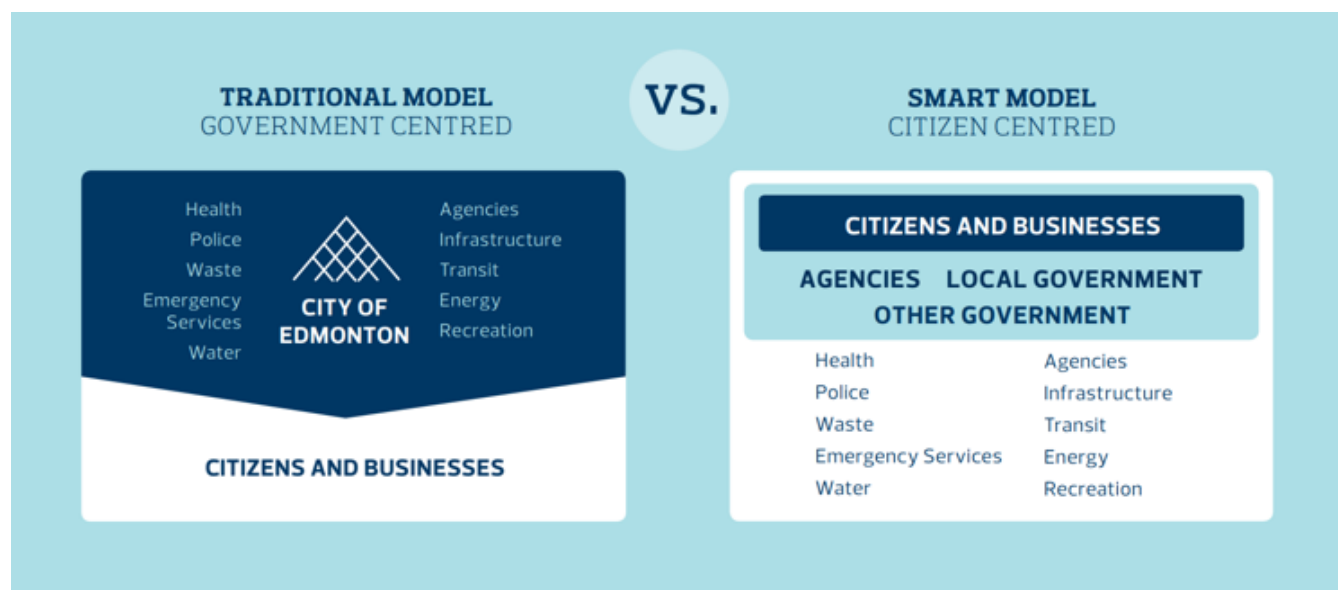 TRADITIONAL MODEL
GOVERNMENT CENTRED
VS.
SMART MODEL
CITIZEN CENTRED
Health
Police
Waste
Emergency
Services
Water
CITY OF
EDMONTON
Agencies
Infrastructure
Transit
Energy
Recreation
CITIZENS AND BUSINESSES
CITIZENS AND BUSINESSES
AGENCIES LOCAL GOVERNMENT
OTHER GOVERNMENT
Health
Police
Waste
Emergency Services
Water
Agencies
Infrastructure
Transit
Energy
Recreation